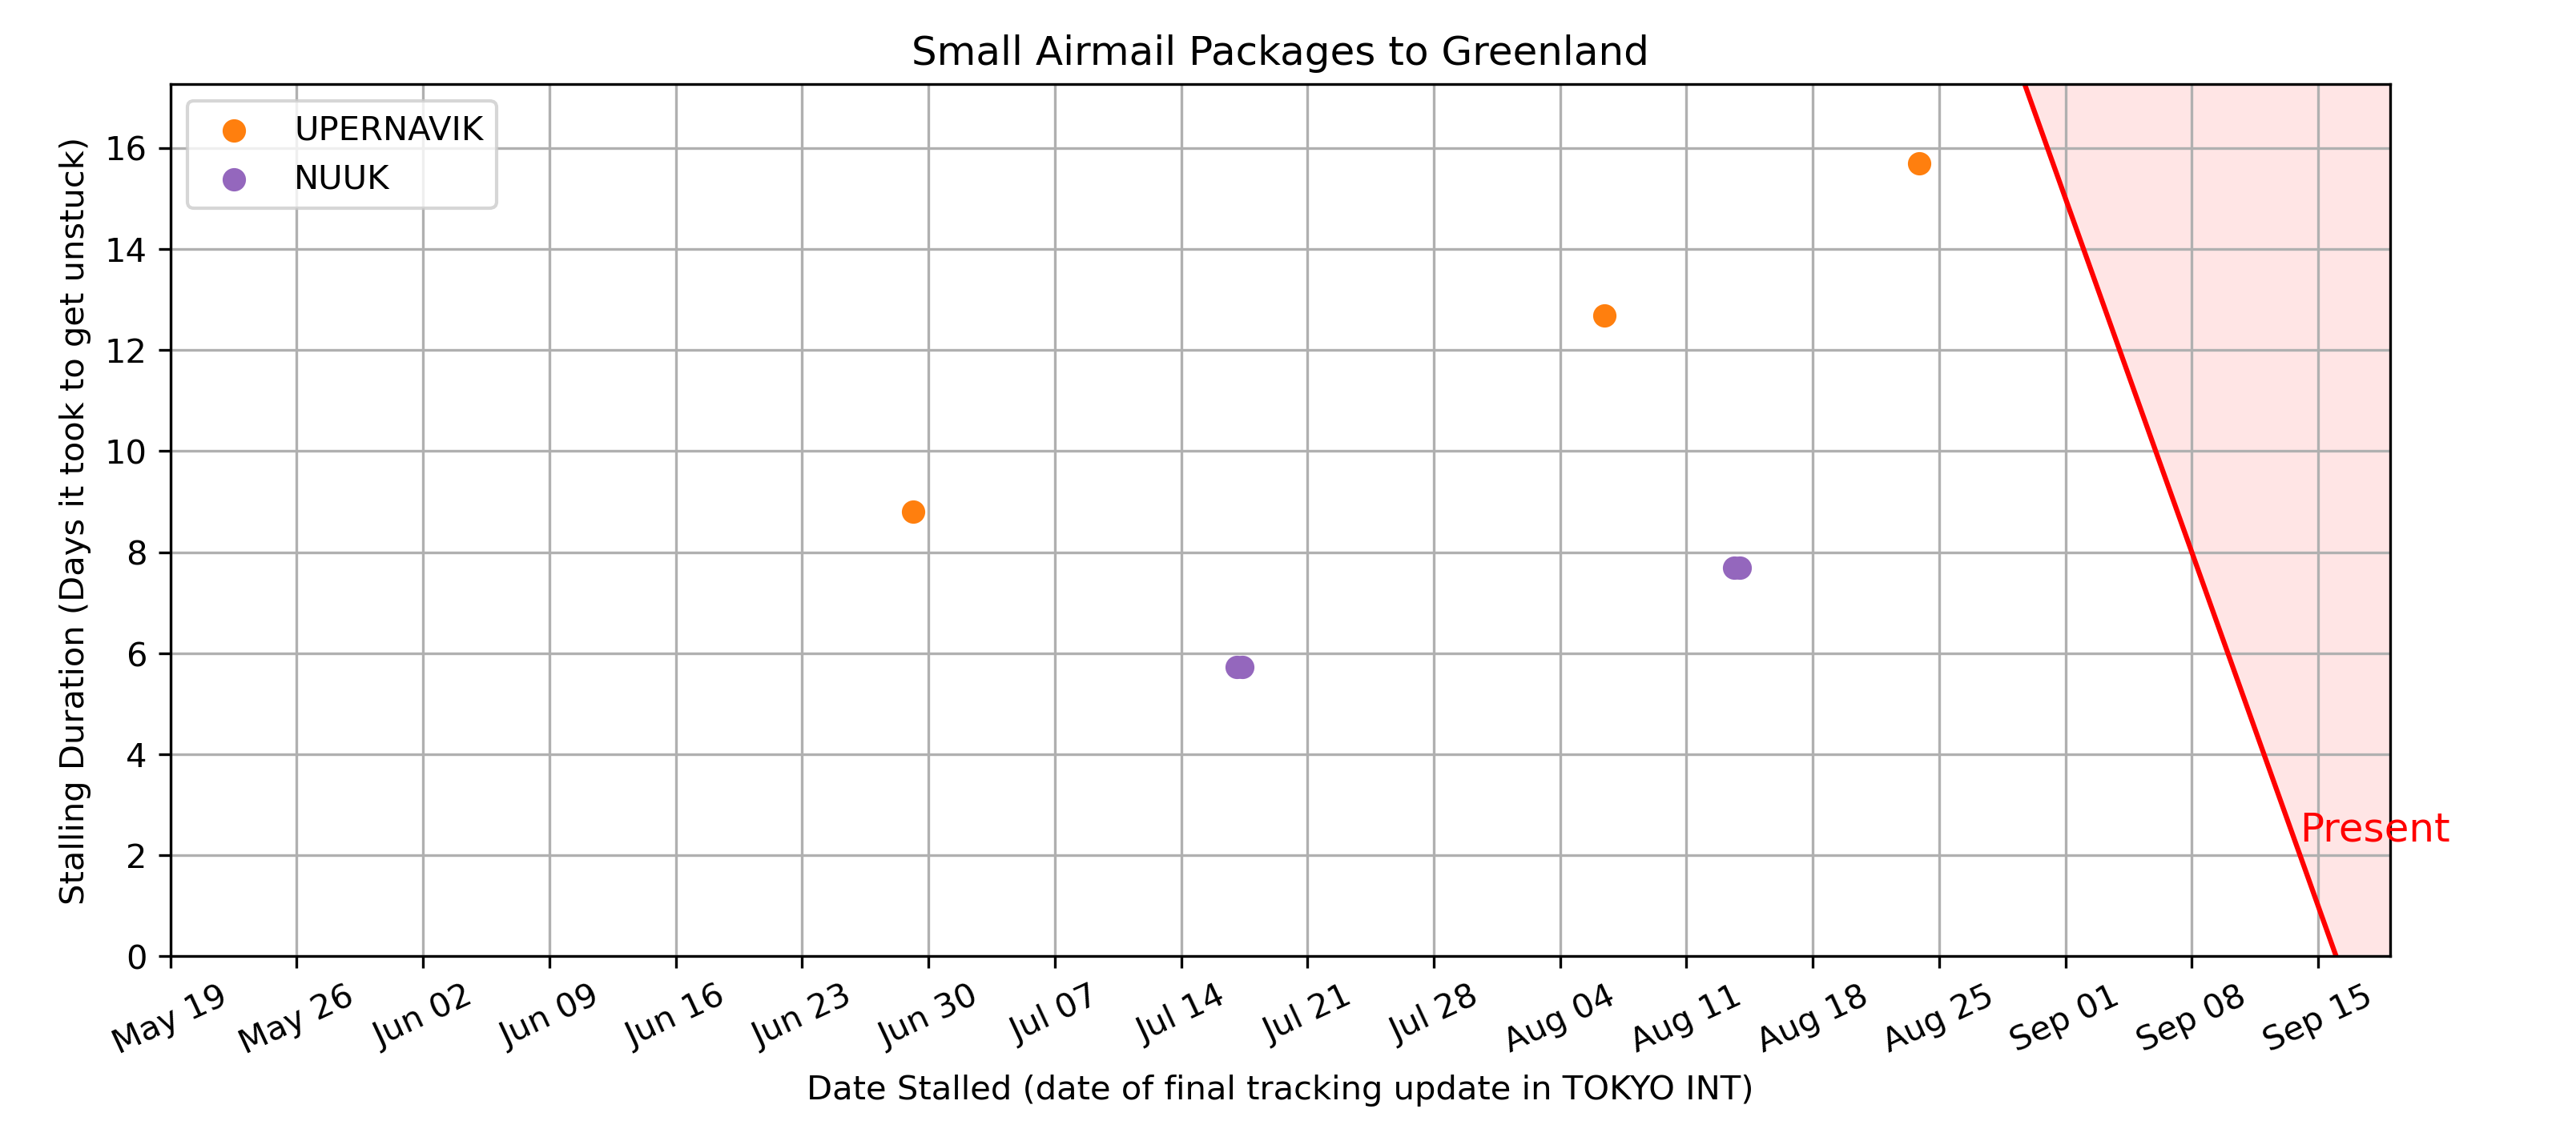 Small Airmail Packages to Greenland
UPERNAVIK
NUUK
Stalling Duration (Days it took to get unstuck)
16
14
12
10
8
6
4
2
0
Present
May 19
May 26
Jun 02
Jun 09
Jun 16
Jun 23
Jun 30
Jul 07
Jul 14
Jul 21
Jul 28
Aug 04
Aug 11
Aug 18
Aug 25
Sep 01
Sep 08
Sep 15
Date Stalled (date of final tracking update in TOKYO INT)